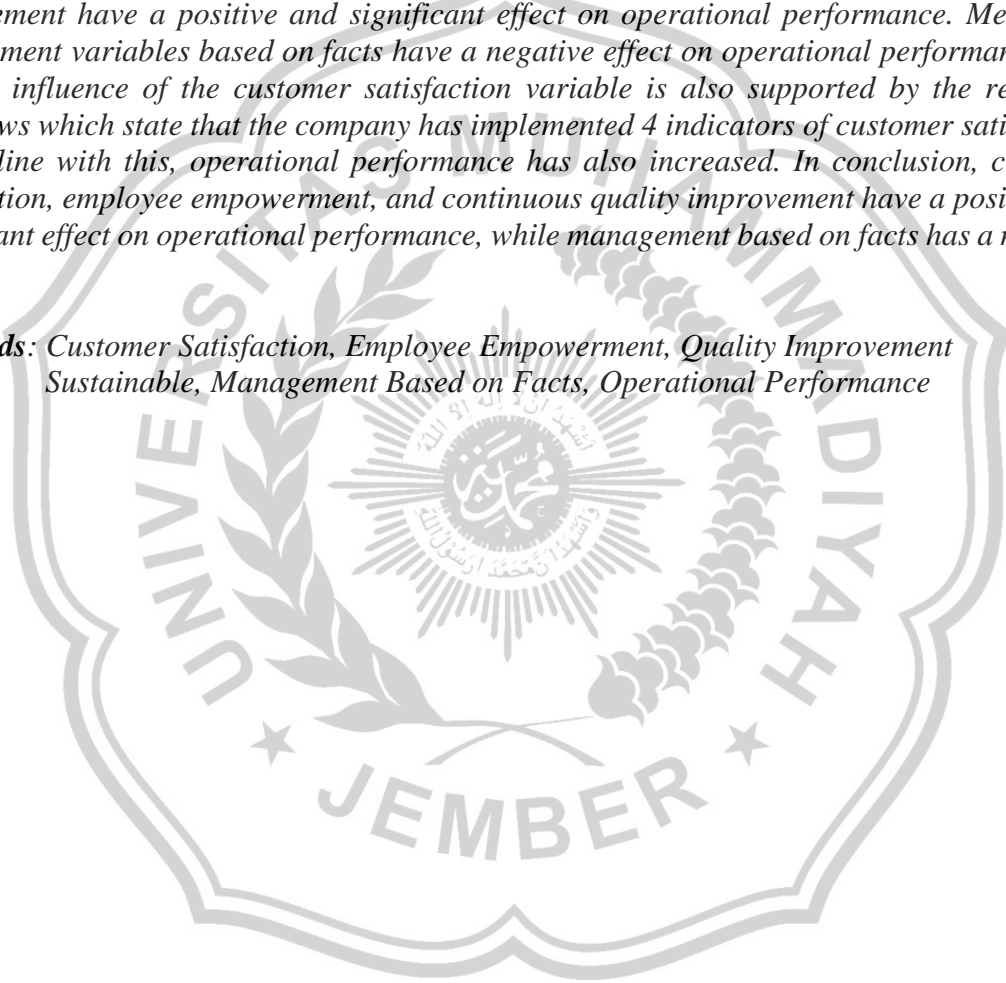 ement have a positive and significant effect on operational performance. Me
ement variables based on facts have a negative effect on operational performan
influence of the customer satisfaction variable is also supported by the re
ws which state that the company has implemented 4 indicators of customer sati
line with this, operational performance has also increased. In conclusion, c
tion, employee empowerment, and continuous quality improvement have a posi
ant effect on operational performance, while management based on facts has a
ds: Customer Satisfaction, Employee Empowerment, Quality Improvement
Sustainable, Management Based on Facts, Operational Performance
UNIVERSITAS MUHAMMADIYAH
JEMBER